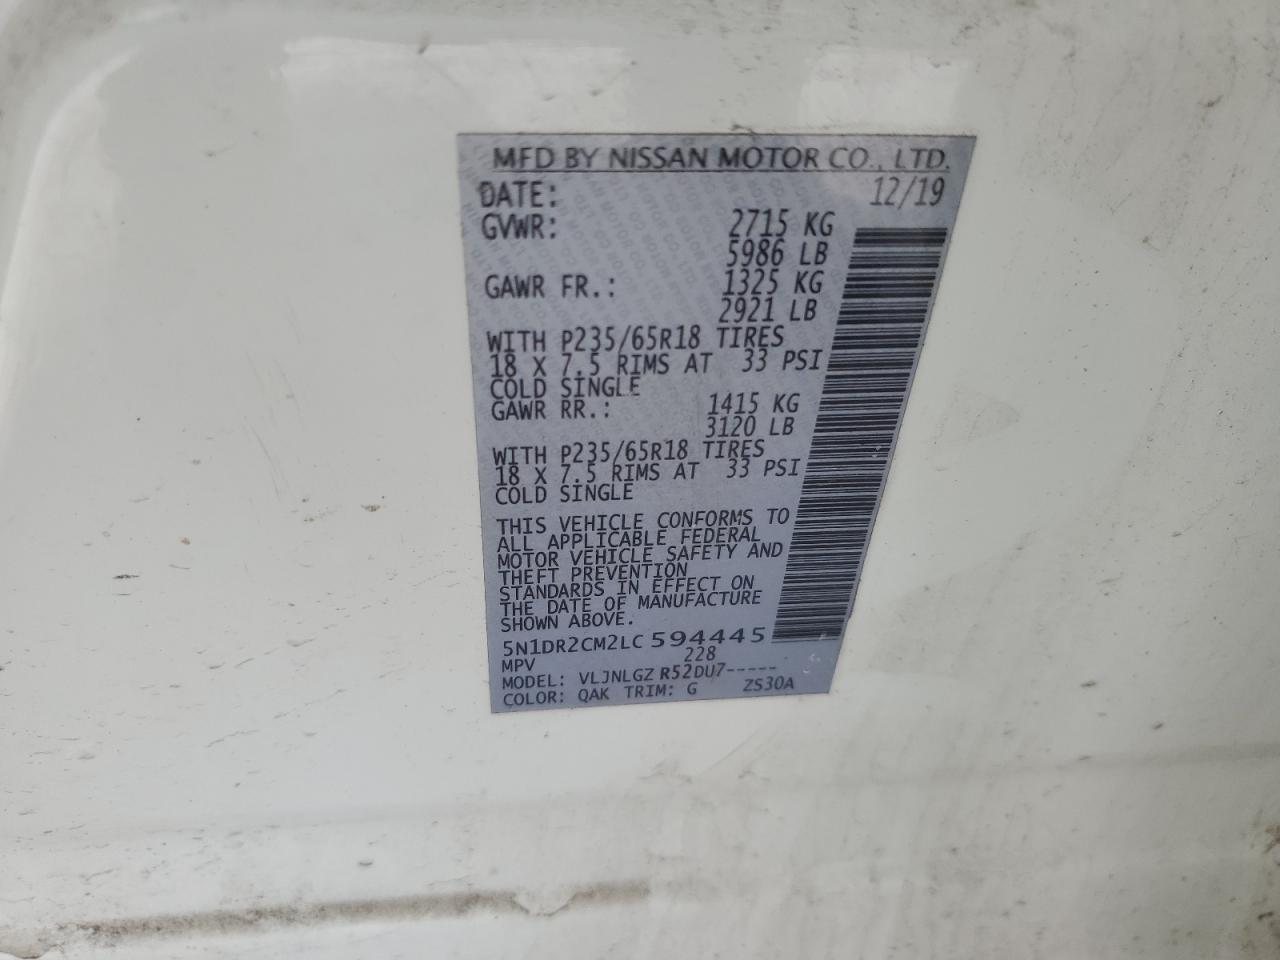 MFD BY NISSAN MOTOR CO., LTD.
DATE: 12/19
GVWR: 2715 KG
5986 LB
GAWR FR.: 1325 KG
2921 LB
WITH P235/65R18 TIRES
18 X 7.5 RIMS AT 33 PSI
COLD SINGLE
GAWR RR.: 1415 KG
3120 LB
WITH P235/65R18 TIRES
18 X 7.5 RIMS AT 33 PSI
COLD SINGLE
THIS VEHICLE CONFORMS TO
ALL APPLICABLE FEDERAL
MOTOR VEHICLE SAFETY AND
THEFT PREVENTION
STANDARDS IN EFFECT ON
THE DATE OF MANUFACTURE
SHOWN ABOVE.
5N1DR2CM2LC594445
MPV 228
MODEL: VLJNLGZ R52DU7-----
COLOR: QAK TRIM: G ZS30A